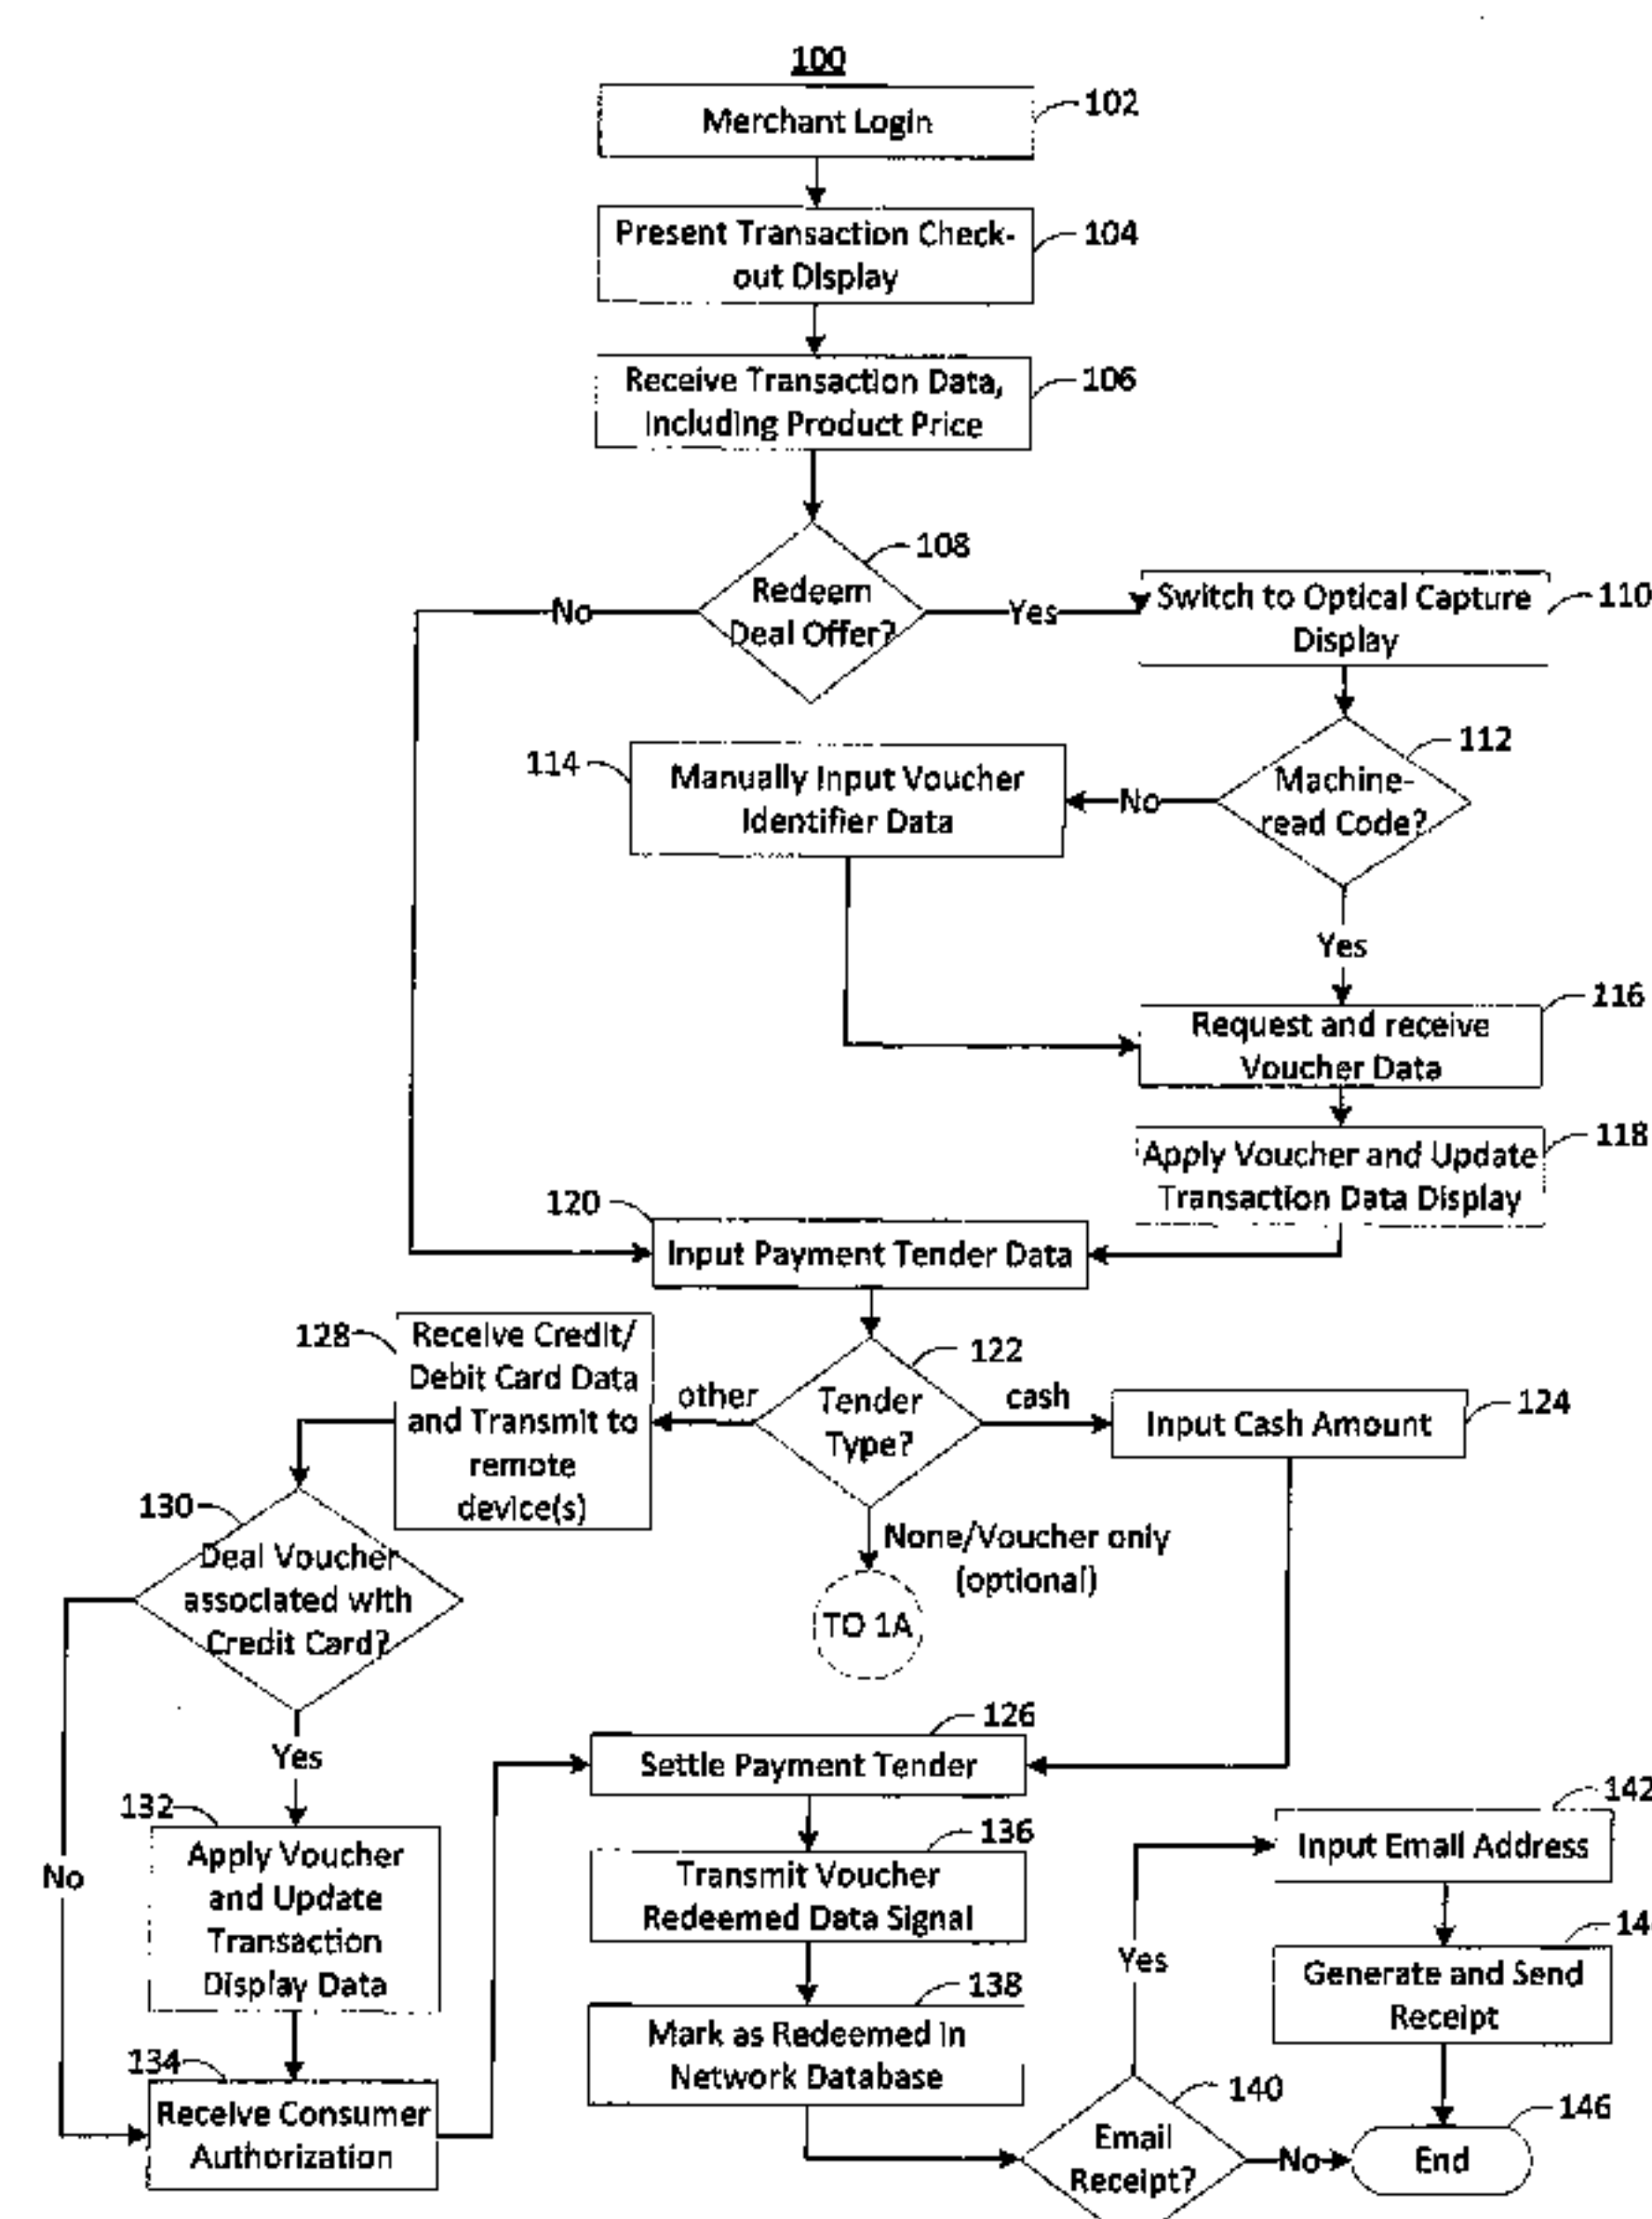 100
Merchant Login
102
Present Transaction Check-
out Display
104
Receive Transaction Data,
Including Product Price
106
108
Redeem
Deal Offer?
No
Yes
Switch to Optical Capture
Display
110
112
Machine-
read Code?
No
114
Manually Input Voucher
Identifier Data
Yes
116
Request and receive
Voucher Data
118
Apply Voucher and Update
Transaction Data Display
120
Input Payment Tender Data
122
Tender
Type?
other
cash
128
Receive Credit/
Debit Card Data
and Transmit to
remote
device(s)
Input Cash Amount
124
None/Voucher only
(optional)
TO 1A
130
Deal Voucher
associated with
Credit Card?
Yes
No
132
Apply Voucher
and Update
Transaction
Display Data
134
Receive Consumer
Authorization
126
Settle Payment Tender
136
Transmit Voucher
Redeemed Data Signal
138
Mark as Redeemed in
Network Database
140
Email
Receipt?
Yes
No
142
Input Email Address
14
Generate and Send
Receipt
146
End